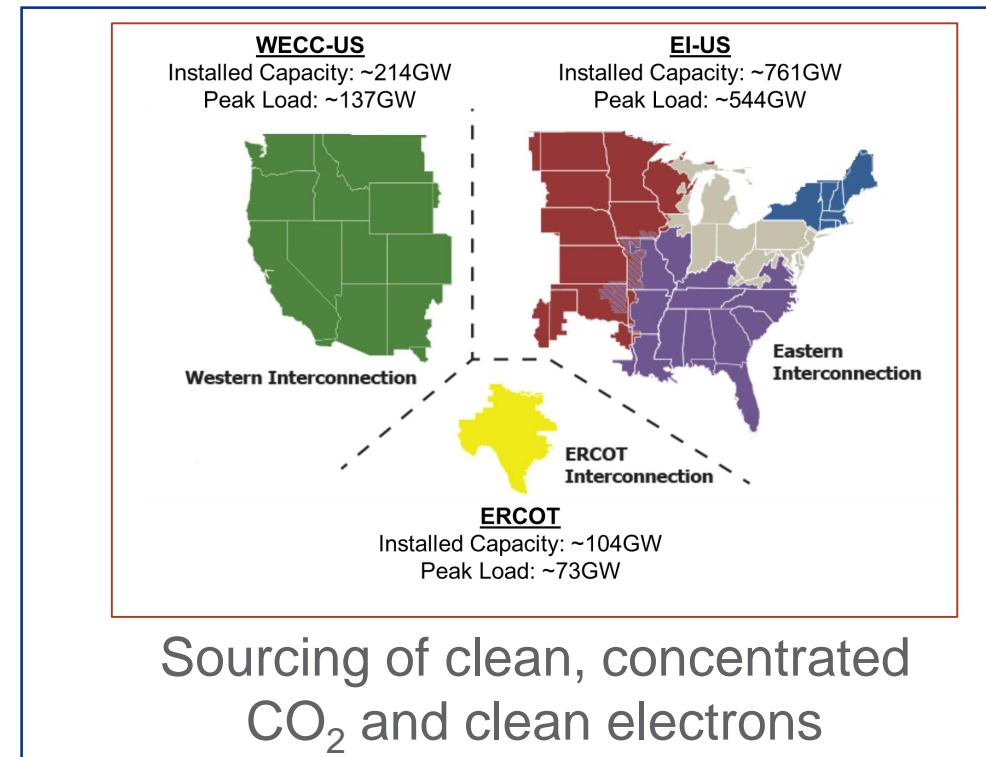 WECC-US
Installed Capacity: ~214GW
Peak Load: ~137GW
EI-US
Installed Capacity: ~761GW
Peak Load: ~544GW
Western Interconnection
Eastern
Interconnection
ERCOT
Interconnection
ERCOT
Installed Capacity: ~104GW
Peak Load: ~73GW
Sourcing of clean, concentrated
CO₂ and clean electrons